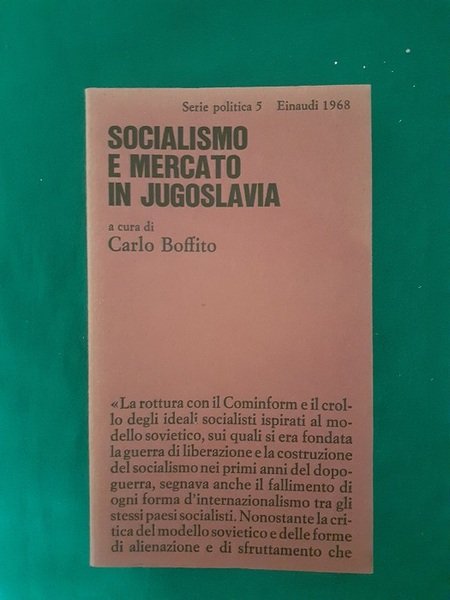 Serie politica 5 Einaudi 1968
SOCIALISMO
E MERCATO
IN JUGOSLAVIA
a cura di
Carlo Boffito
«La rottura con il Cominform e il crol-
lo degli ideali socialisti ispirati al mo-
dello sovietico, sui quali si era fondata
la guerra di liberazione e la costruzione
del socialismo nei primi anni del dopo-
guerra, segnava anche il fallimento di
ogni forma d'internazionalismo tra gli
stessi paesi socialisti. Nonostante la cri-
tica del modello sovietico e delle forme
di alienazione e di sfruttamento che